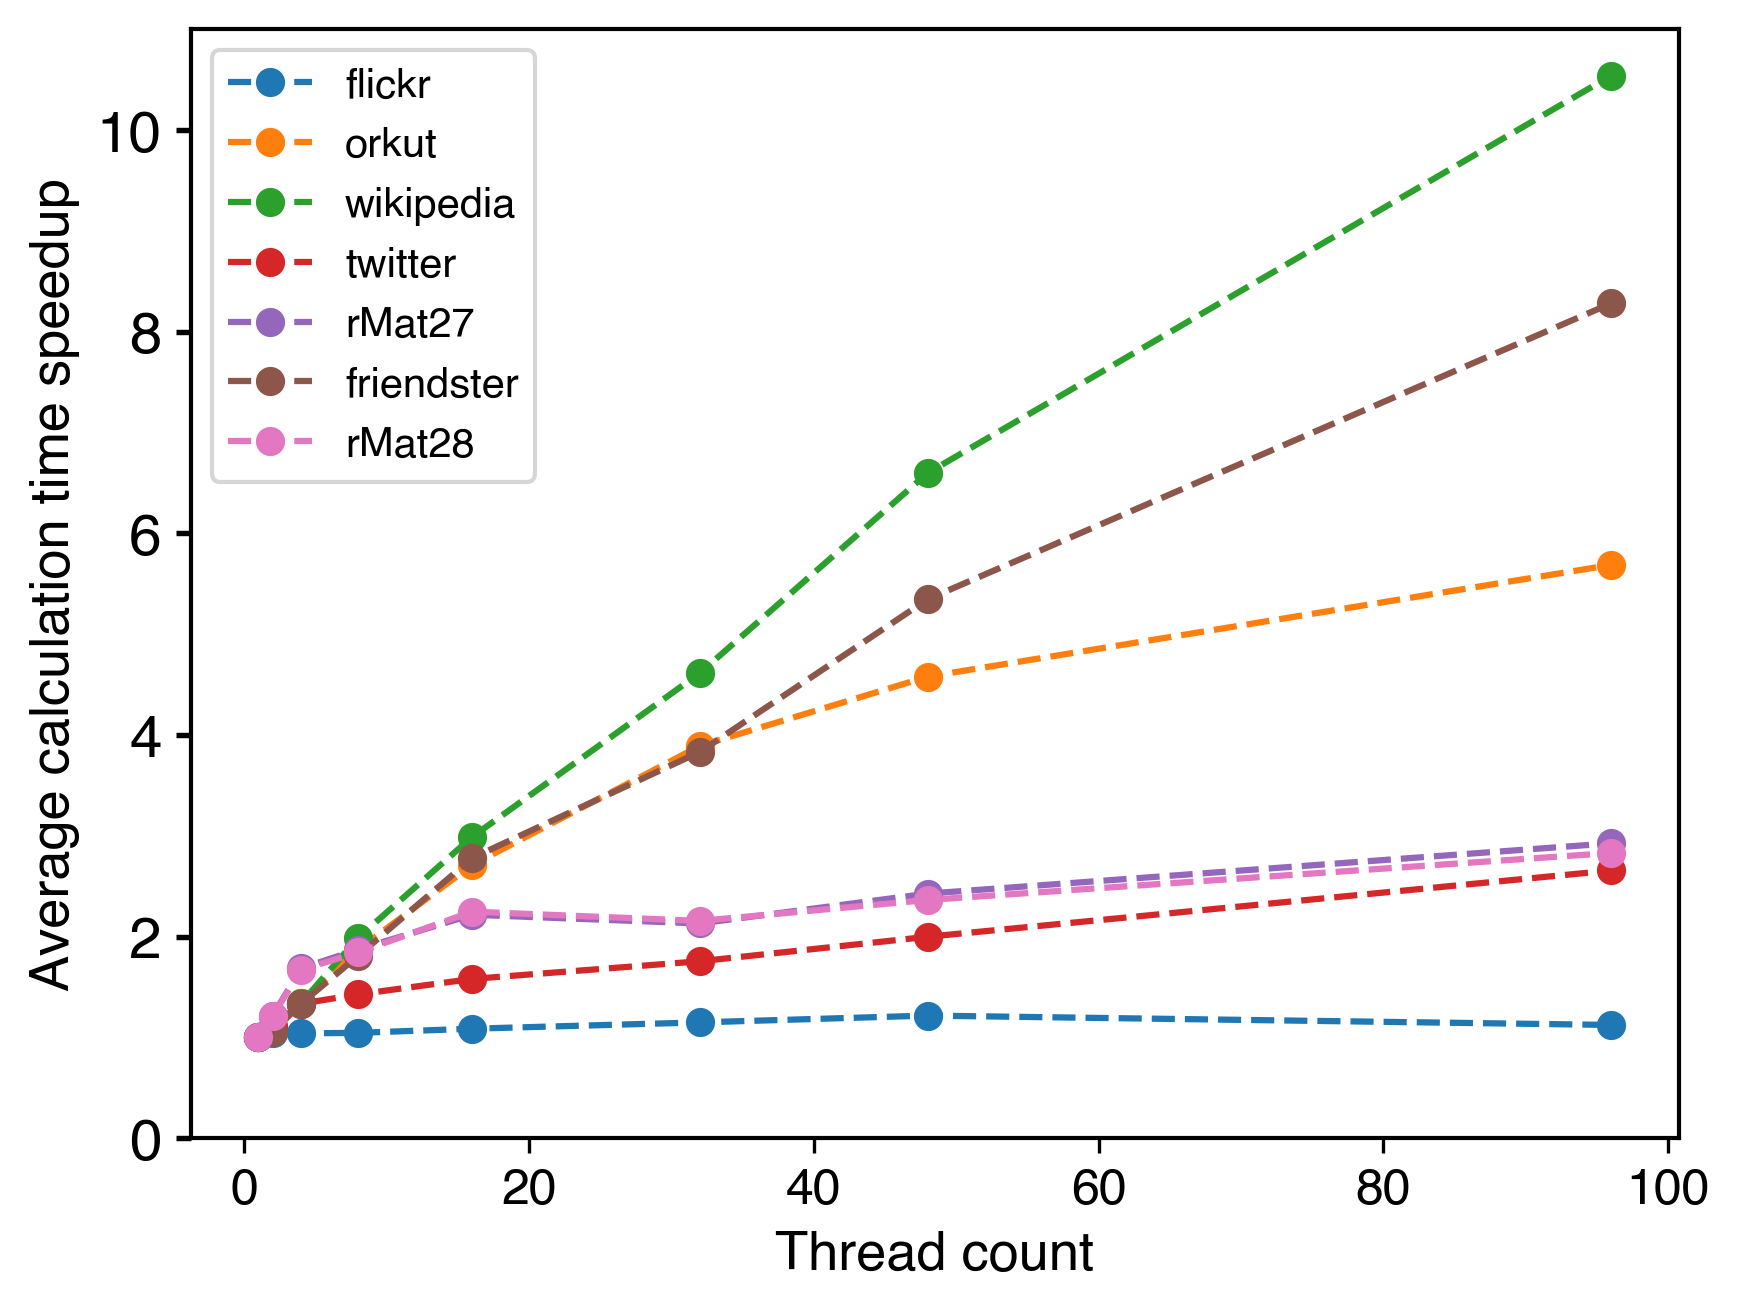 flickr
orkut
wikipedia
twitter
rMat27
friendster
rMat28
Average calculation time speedup
10
8
6
4
2
0
0 20 40 60 80 100
Thread count